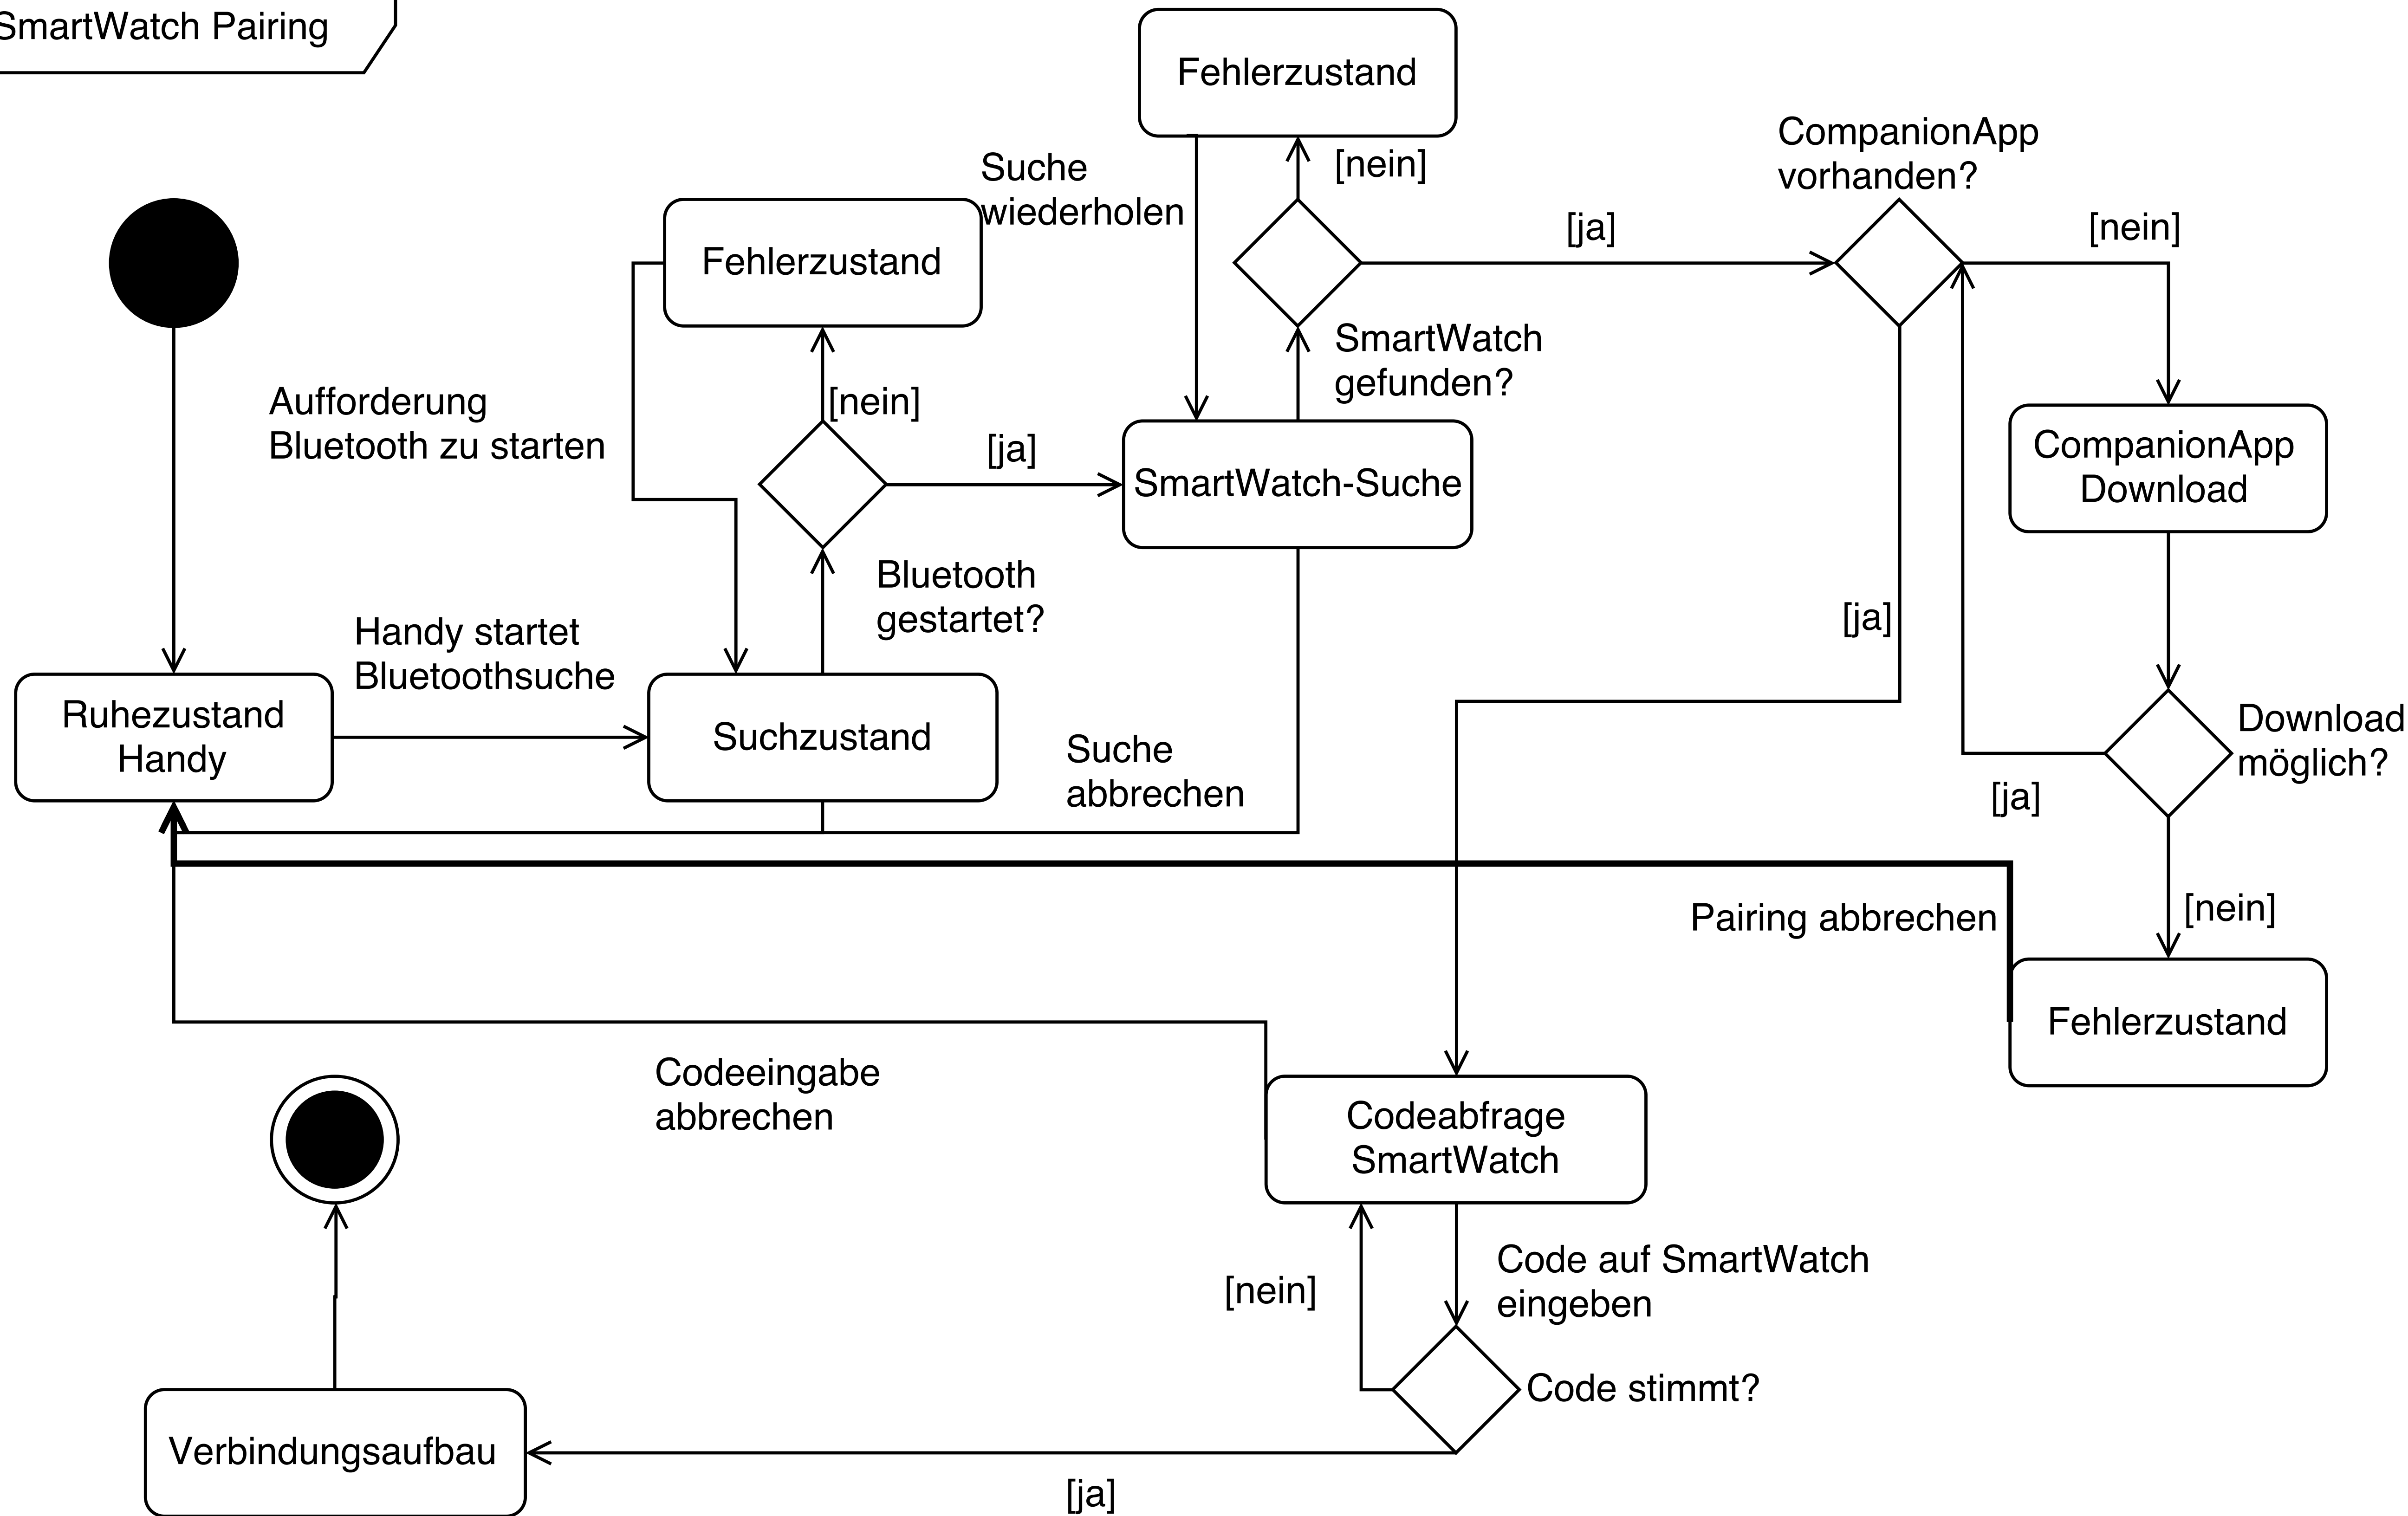 SmartWatch Pairing
Fehlerzustand
[nein]
Suche
wiederholen
CompanionApp
vorhanden?
Fehlerzustand
[ja]
[nein]
SmartWatch
gefunden?
Aufforderung
Bluetooth zu starten
[nein]
[ja]
SmartWatch-Suche
CompanionApp
Download
Bluetooth
gestartet?
Handy startet
Bluetoothsuche
[ja]
Ruhezustand
Handy
Suchzustand
Suche
abbrechen
Download
möglich?
[ja]
Pairing abbrechen
[nein]
Fehlerzustand
Codeeingabe
abbrechen
Codeabfrage
SmartWatch
[nein]
Code auf SmartWatch
eingeben
Code stimmt?
Verbindungsaufbau
[ja]